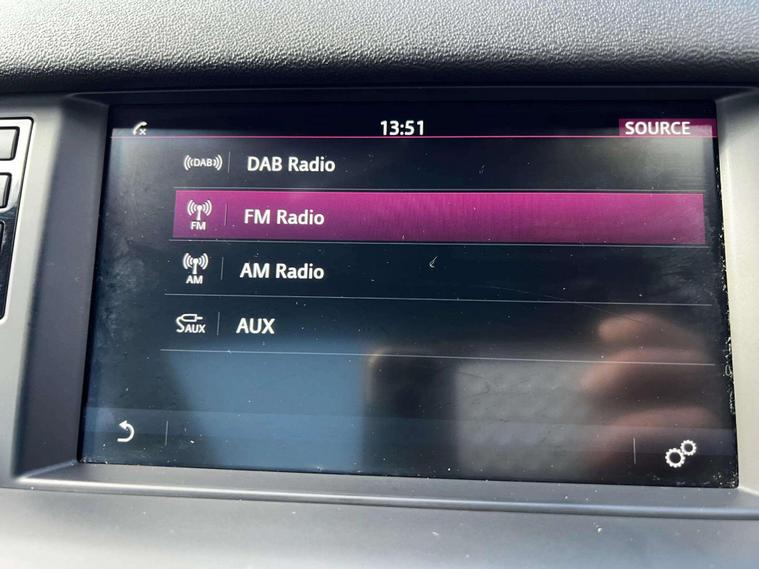 13:51
SOURCE
DAB
DAB Radio
FM
FM Radio
AM
AM Radio
AUX
AUX